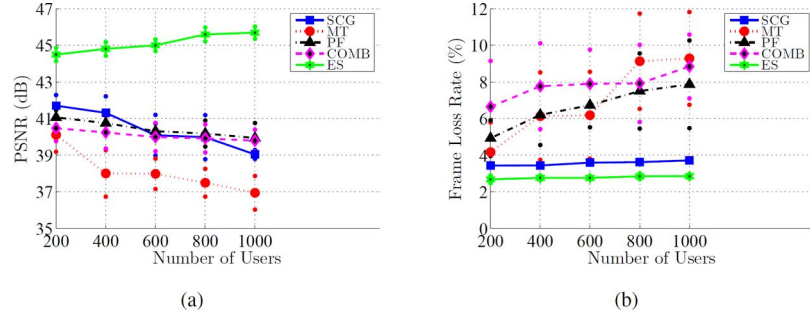 47
45
43
41
39
37
35
PSNR (dB)
200 400 600 800 1000
Number of Users
SCG
MT
PF
COMB
ES
(a)
12
10
8
6
4
2
0
Frame Loss Rate (%)
200 400 600 800 1000
Number of Users
SCG
MT
PF
COMB
ES
(b)